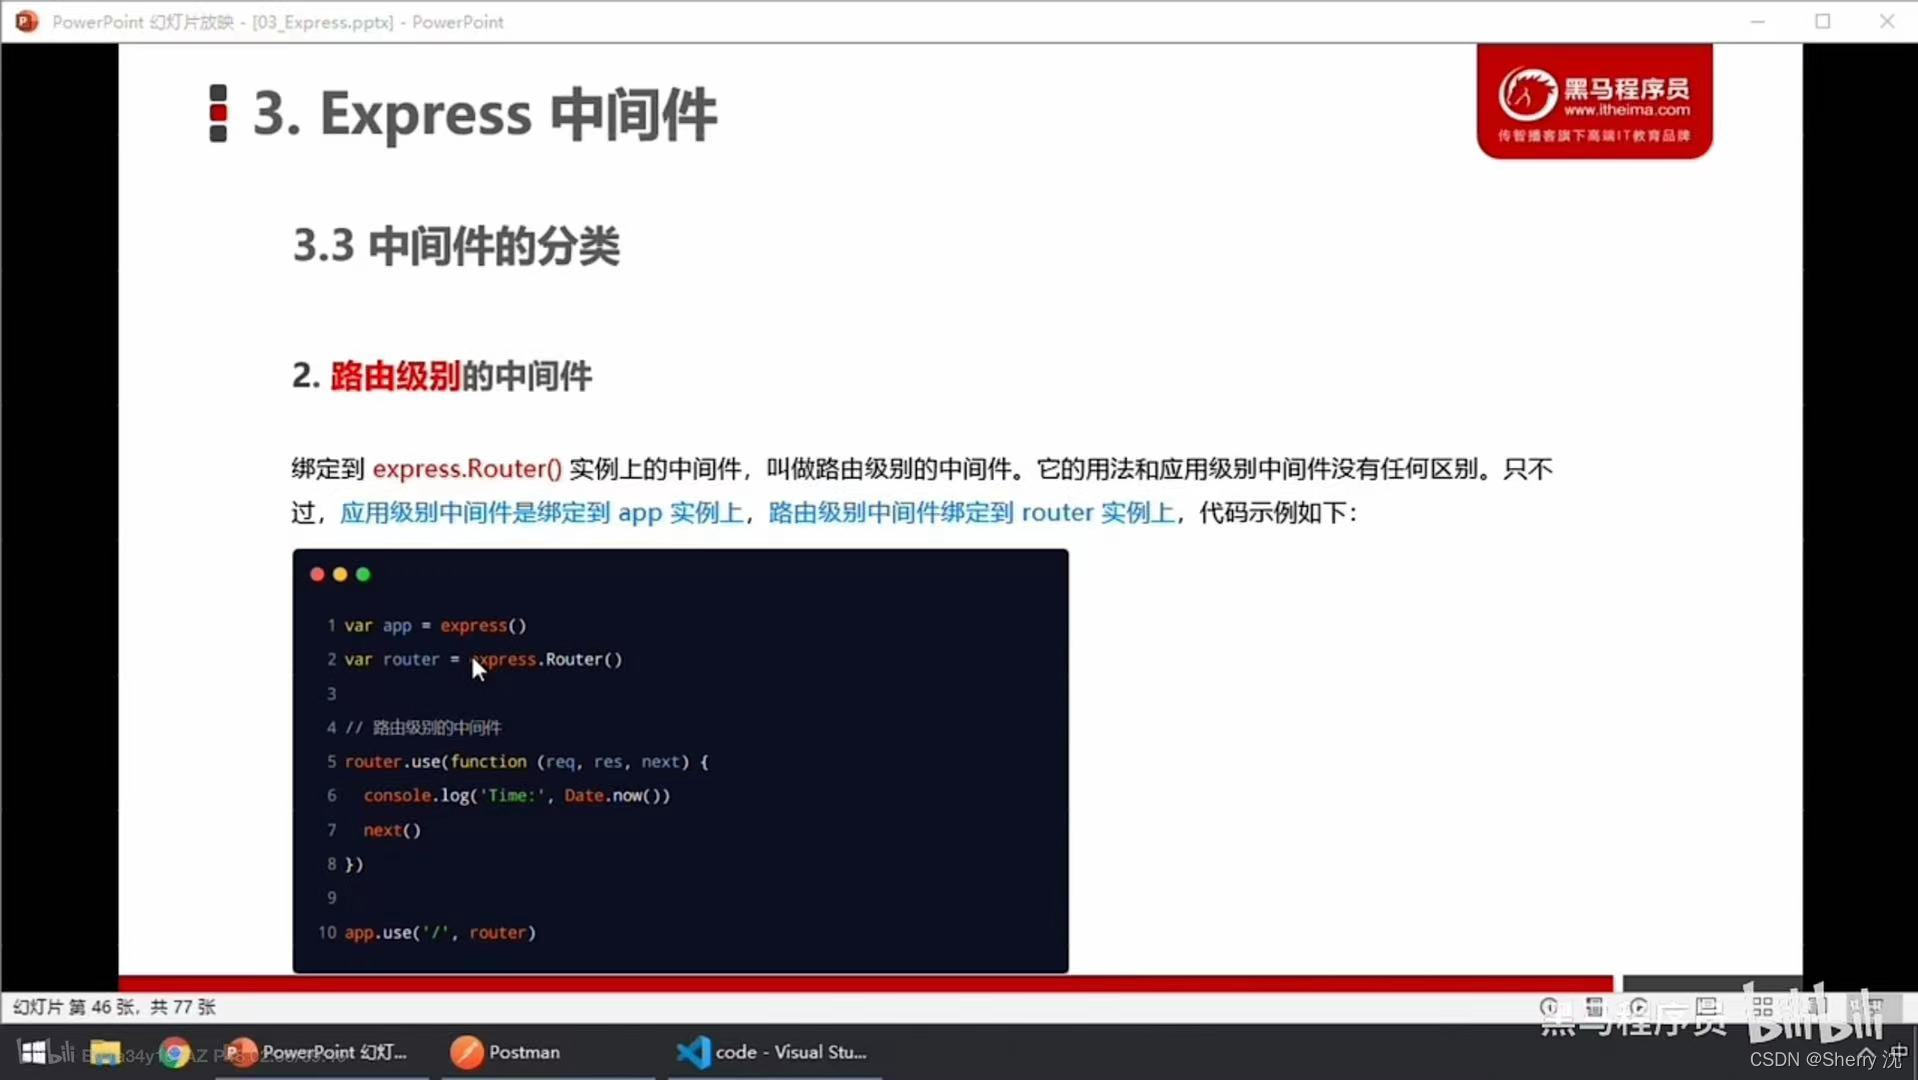 PowerPoint 幻灯片放映 - [03_Express.pptx] - PowerPoint
3. Express 中间件
黑马程序员
www.itheima.com
传智播客旗下高端IT教育品牌
3.3 中间件的分类
2. 路由级别的中间件
绑定到 express.Router() 实例上的中间件，叫做路由级别的中间件。它的用法和应用级别中间件没有任何区别。只不
过，应用级别中间件是绑定到 app 实例上，路由级别中间件绑定到 router 实例上，代码示例如下：
1 var app = express()
2 var router = express.Router()
3
4 // 路由级别的中间件
5 router.use(function (req, res, next) {
6 console.log('Time:', Date.now())
7 next()
8 })
9
10 app.use('/', router)
幻灯片 第 46 张，共 77 张
黑马程序员 bilibili
PowerPoint 幻灯... Postman code - Visual Stu... 中
CSDN @Sherry 沈